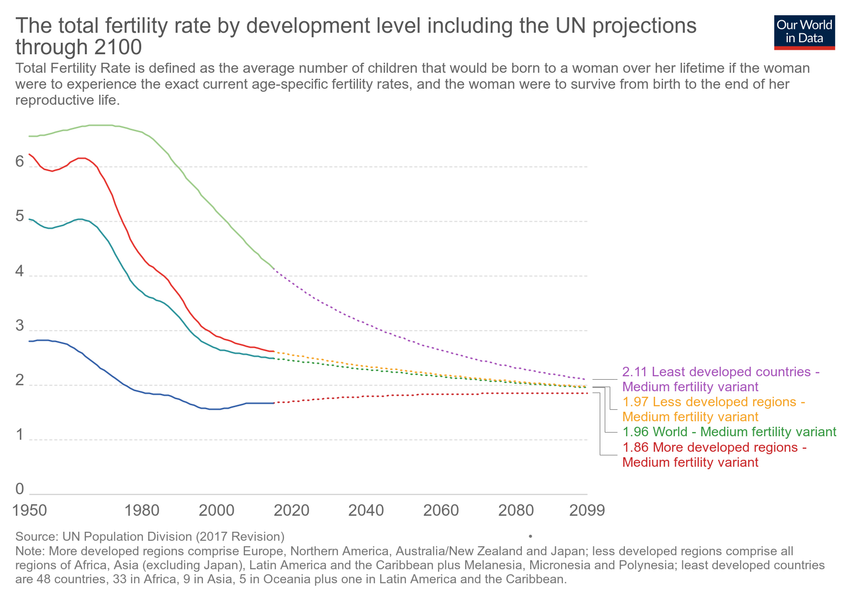 The total fertility rate by development level including the UN projections
through 2100
Our World
in Data
Total Fertility Rate is defined as the average number of children that would be born to a woman over her lifetime if the woman
were to experience the exact current age-specific fertility rates, and the woman were to survive from birth to the end of her
reproductive life.
6
5
4
3
2
1
0
1950
1980
2000
2020
2040
2060
2080
2099
2.11 Least developed countries -
Medium fertility variant
1.97 Less developed regions -
Medium fertility variant
1.96 World - Medium fertility variant
1.86 More developed regions -
Medium fertility variant
Source: UN Population Division (2017 Revision)
Note: More developed regions comprise Europe, Northern America, Australia/New Zealand and Japan; less developed regions comprise all
regions of Africa, Asia (excluding Japan), Latin America and the Caribbean plus Melanesia, Micronesia and Polynesia; least developed countries
are 48 countries, 33 in Africa, 9 in Asia, 5 in Oceania plus one in Latin America and the Caribbean.